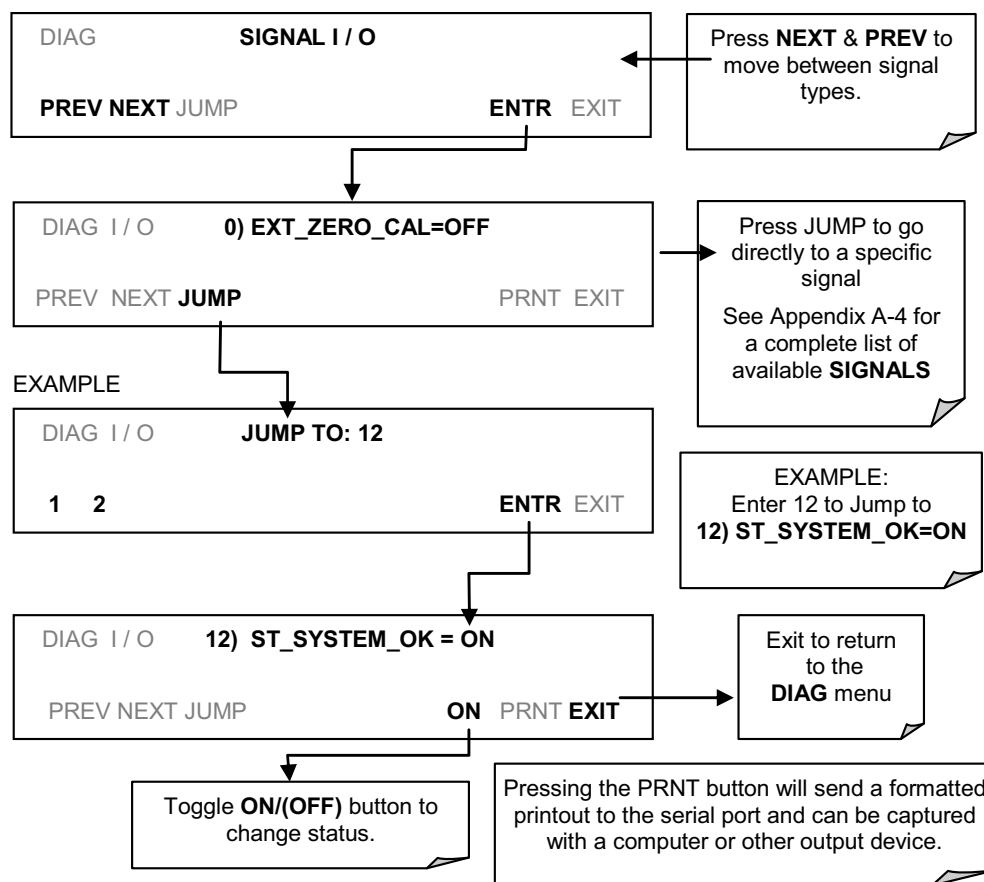 DIAG SIGNAL I / O
PREV NEXT JUMP ENTR EXIT
Press NEXT & PREV to
move between signal
types.
DIAG I / O 0) EXT_ZERO_CAL=OFF
PREV NEXT JUMP PRNT EXIT
Press JUMP to go
directly to a specific
signal
See Appendix A-4 for
a complete list of
available SIGNALS
EXAMPLE
DIAG I / O JUMP TO: 12
1 2 ENTR EXIT
EXAMPLE:
Enter 12 to Jump to
12) ST_SYSTEM_OK=ON
DIAG I / O 12) ST_SYSTEM_OK = ON
PREV NEXT JUMP ON PRNT EXIT
Exit to return
to the
DIAG menu
Toggle ON/(OFF) button to
change status.
Pressing the PRNT button will send a formatted
printout to the serial port and can be captured
with a computer or other output device.